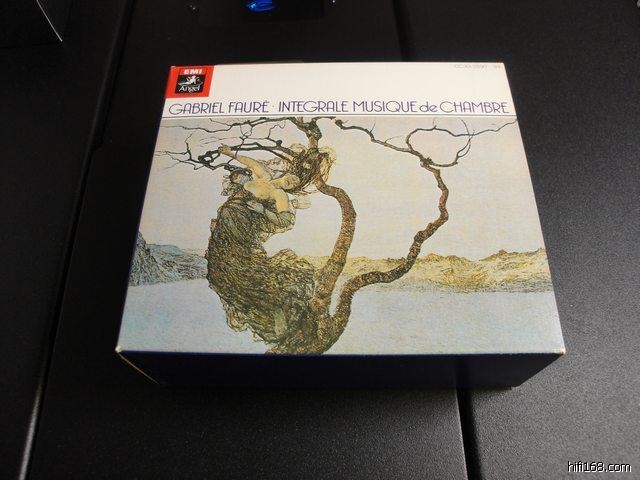 EMI
Angel
GABRIEL FAURÉ · INTEGRALE MUSIQUE de CHAMBRE
hifi168.com